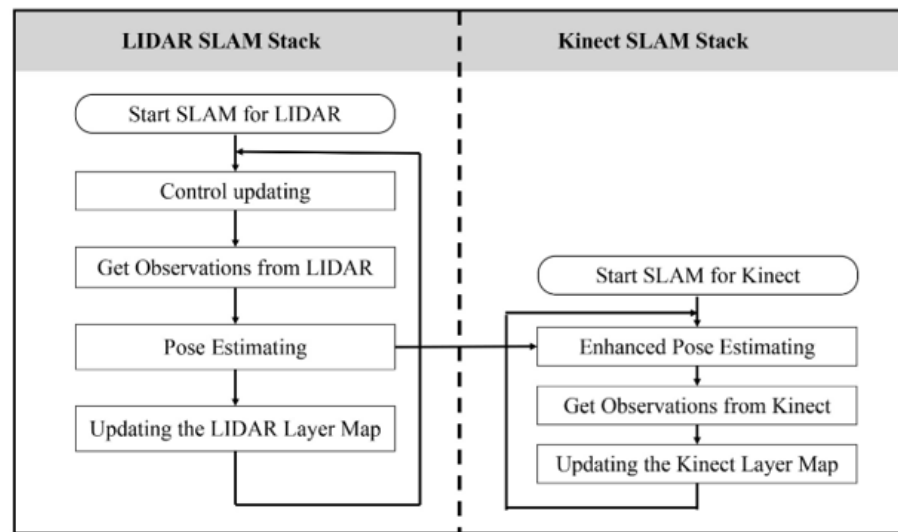 LIDAR SLAM Stack
Start SLAM for LIDAR
Control updating
Get Observations from LIDAR
Pose Estimating
Updating the LIDAR Layer Map
Kinect SLAM Stack
Start SLAM for Kinect
Enhanced Pose Estimating
Get Observations from Kinect
Updating the Kinect Layer Map